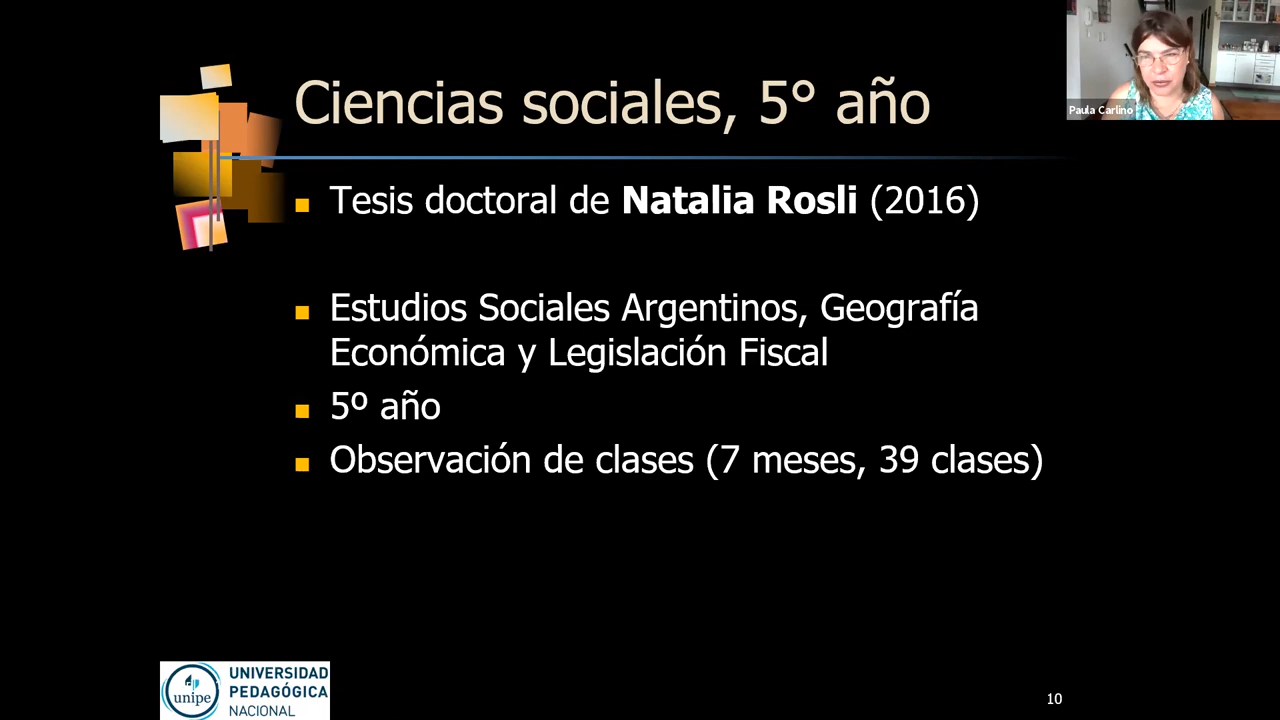 Ciencias sociales, 5° año
Paula Carlino
Tesis doctoral de Natalia Rosli (2016)
Estudios Sociales Argentinos, Geografía
Económica y Legislación Fiscal
5º año
Observación de clases (7 meses, 39 clases)
unipe
UNIVERSIDAD
PEDAGÓGICA
NACIONAL
10